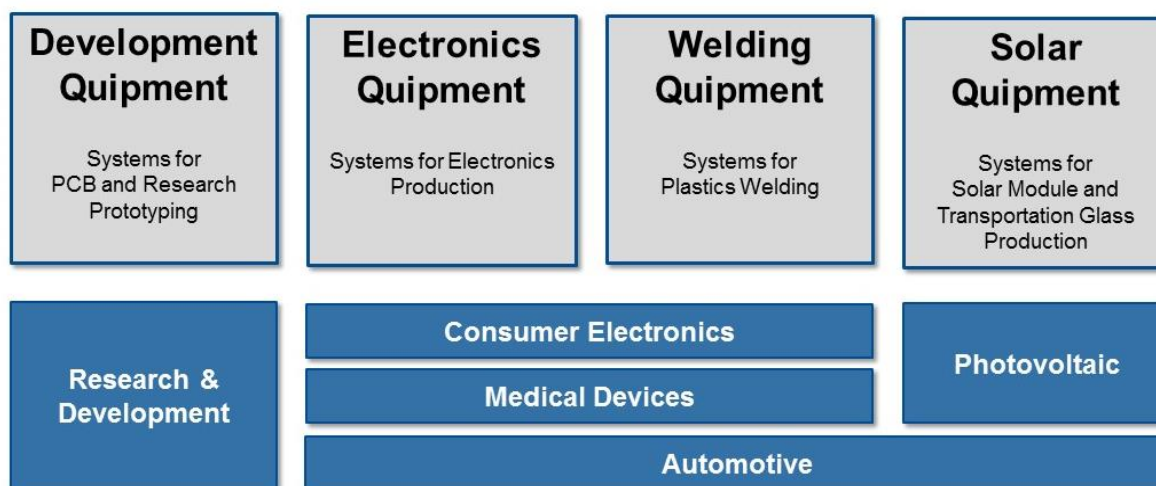 Development
Quipment
Systems for
PCB and Research
Prototyping
Electronics
Quipment
Systems for Electronics
Production
Welding
Quipment
Systems for
Plastics Welding
Solar
Quipment
Systems for
Solar Module and
Transportation Glass
Production
Research &
Development
Consumer Electronics
Medical Devices
Photovoltaic
Automotive